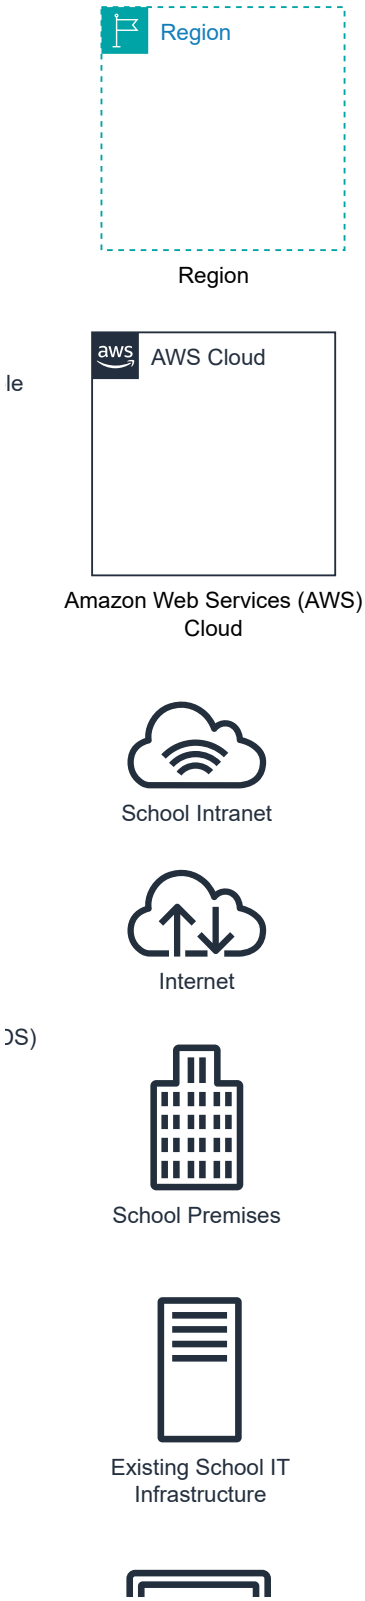 Region
Region
aws AWS Cloud
le
Amazon Web Services (AWS)
Cloud
School Intranet
Internet
School Premises
Existing School IT
Infrastructure